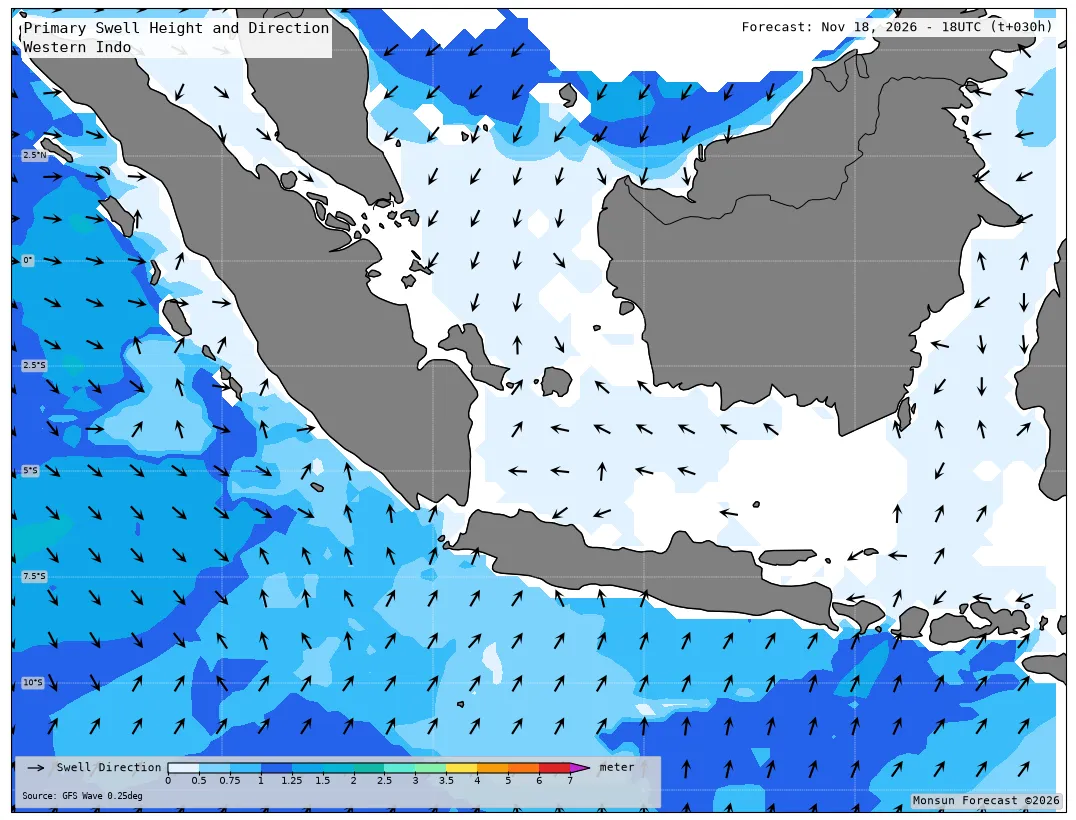 Primary Swell Height and Direction
Western Indo
Forecast: Nov 18, 2026 - 18UTC (t+030h)
2.5°N
0°
2.5°S
5°S
7.5°S
10°S
Swell Direction
0 0.5 0.75 1 1.25 1.5 2 2.5 3 3.5 4 5 6 7
meter
Source: GFS Wave 0.25deg
Monsun Forecast ©2026